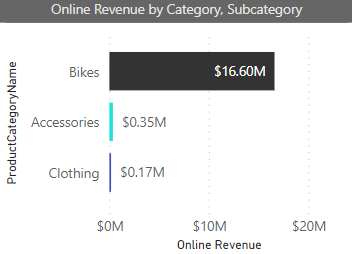 Online Revenue by Category, Subcategory
ProductCategoryName
Bikes
$16.60M
Accessories
$0.35M
Clothing
$0.17M
$0M
$10M
$20M
Online Revenue